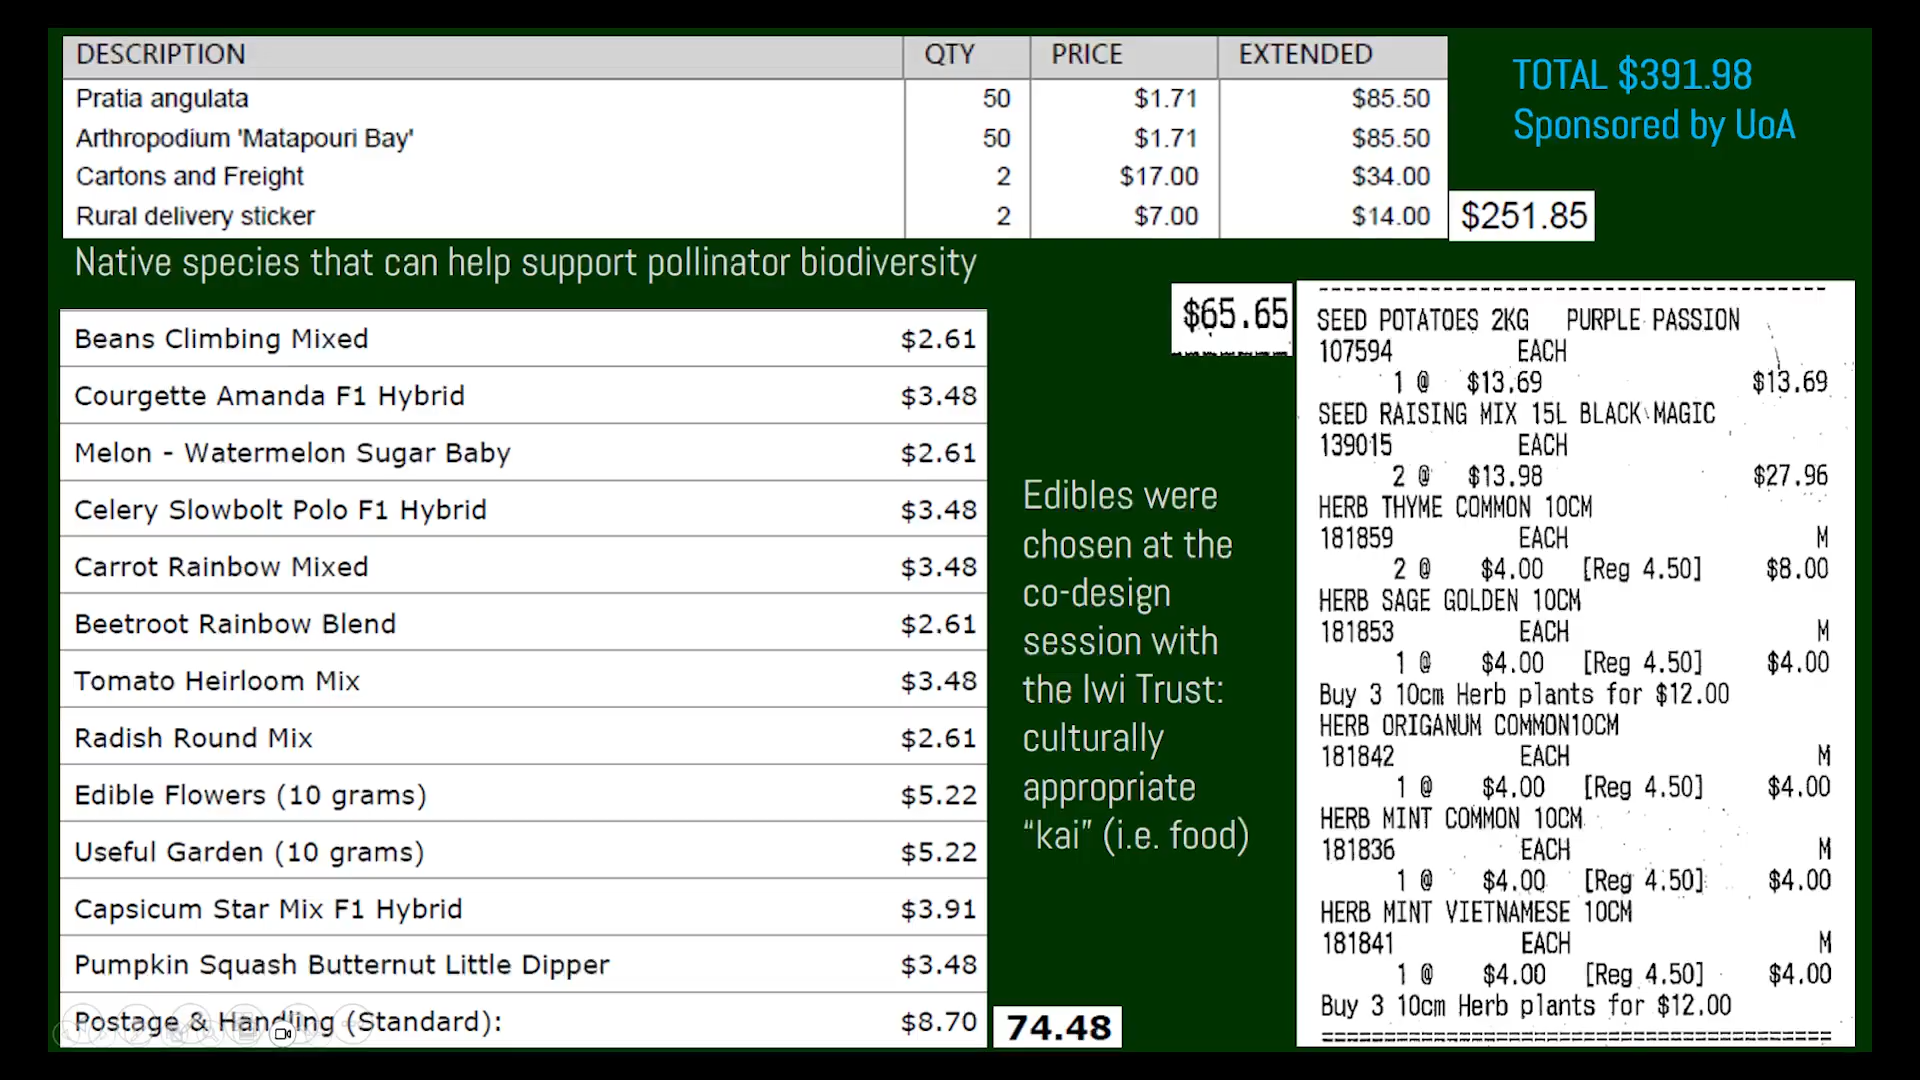 DESCRIPTION QTY PRICE EXTENDED
Pratia angulata 50 $1.71 $85.50
Arthropodium 'Matapouri Bay' 50 $1.71 $85.50
Cartons and Freight 2 $17.00 $34.00
Rural delivery sticker 2 $7.00 $14.00
$251.85
TOTAL $391.98
Sponsored by UoA
Native species that can help support pollinator biodiversity
Beans Climbing Mixed $2.61
Courgette Amanda F1 Hybrid $3.48
Melon - Watermelon Sugar Baby $2.61
Celery Slowbolt Polo F1 Hybrid $3.48
Carrot Rainbow Mixed $3.48
Beetroot Rainbow Blend $2.61
Tomato Heirloom Mix $3.48
Radish Round Mix $2.61
Edible Flowers (10 grams) $5.22
Useful Garden (10 grams) $5.22
Capsicum Star Mix F1 Hybrid $3.91
Pumpkin Squash Butternut Little Dipper $3.48
Postage & Handling (Standard): $8.70
74.48
Edibles were
chosen at the
co-design
session with
the Iwi Trust:
culturally
appropriate
“kai” (i.e. food)
$65.65
SEED POTATOES 2KG PURPLE PASSION
107594 EACH
1 @ $13.69 $13.69
SEED RAISING MIX 15L BLACK MAGIC
139015 EACH
2 @ $13.98 $27.96
HERB THYME COMMON 10CM
181859 EACH M
2 @ $4.00 [Reg 4.50] $8.00
HERB SAGE GOLDEN 10CM
181853 EACH M
1 @ $4.00 [Reg 4.50] $4.00
Buy 3 10cm Herb plants for $12.00
HERB ORIGANUM COMMON10CM
181842 EACH M
1 @ $4.00 [Reg 4.50] $4.00
HERB MINT COMMON 10CM
181836 EACH M
1 @ $4.00 [Reg 4.50] $4.00
HERB MINT VIETNAMESE 10CM
181841 EACH M
1 @ $4.00 [Reg 4.50] $4.00
Buy 3 10cm Herb plants for $12.00